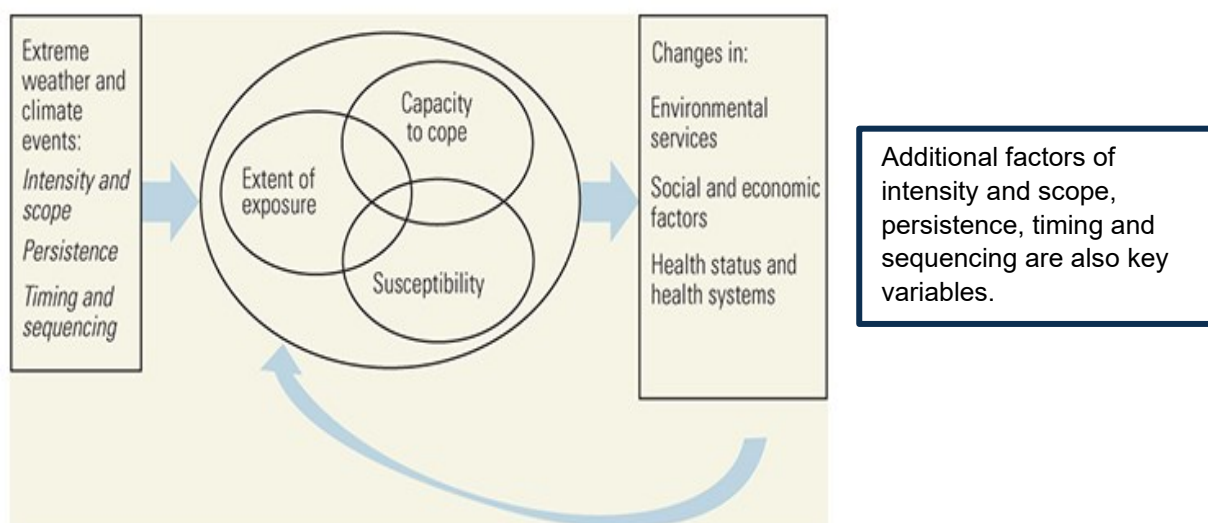 Extreme
weather and
climate
events:
Intensity and
scope
Persistence
Timing and
sequencing
Capacity
to cope
Extent of
exposure
Susceptibility
Changes in:
Environmental
services
Social and economic
factors
Health status and
health systems
Additional factors of
intensity and scope,
persistence, timing and
sequencing are also key
variables.